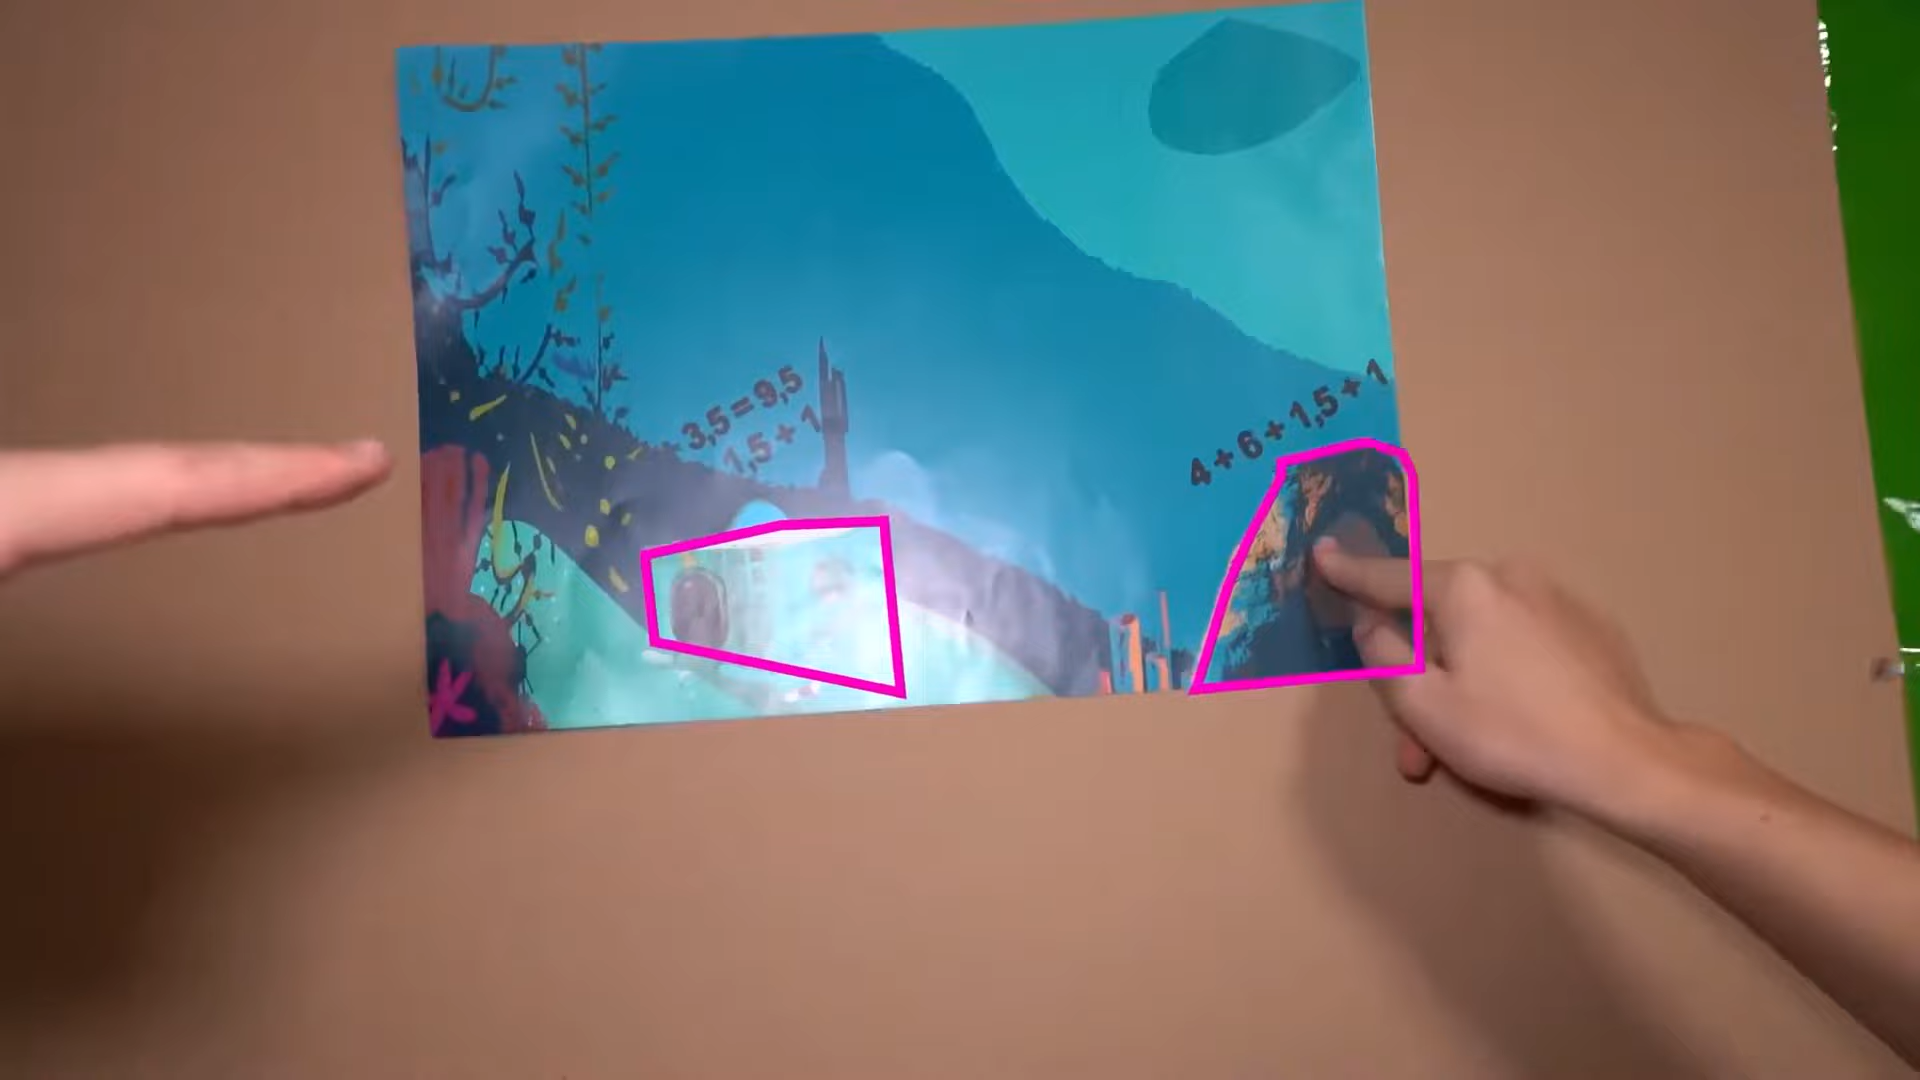 3,5 = 9,5
1,5 + 1
4 + 6 + 1,5 + 1